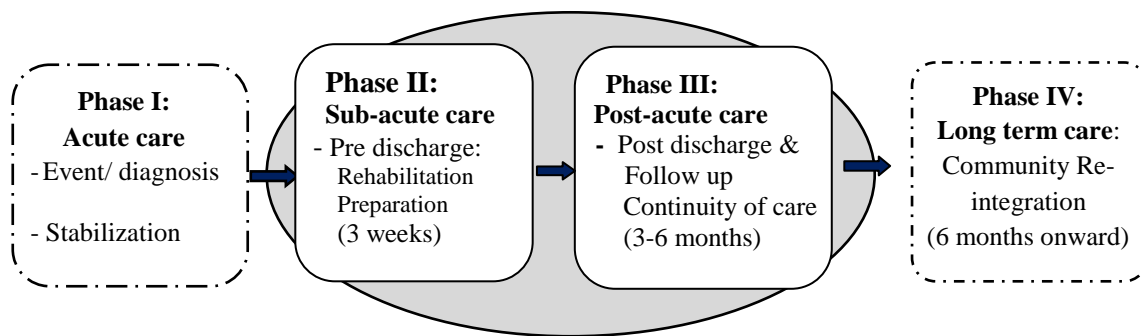 Phase I:
Acute care
- Event/ diagnosis
- Stabilization
Phase II:
Sub-acute care
- Pre discharge:
Rehabilitation
Preparation
(3 weeks)
Phase III:
Post-acute care
- Post discharge &
Follow up
Continuity of care
(3-6 months)
Phase IV:
Long term care:
Community Re-
integration
(6 months onward)